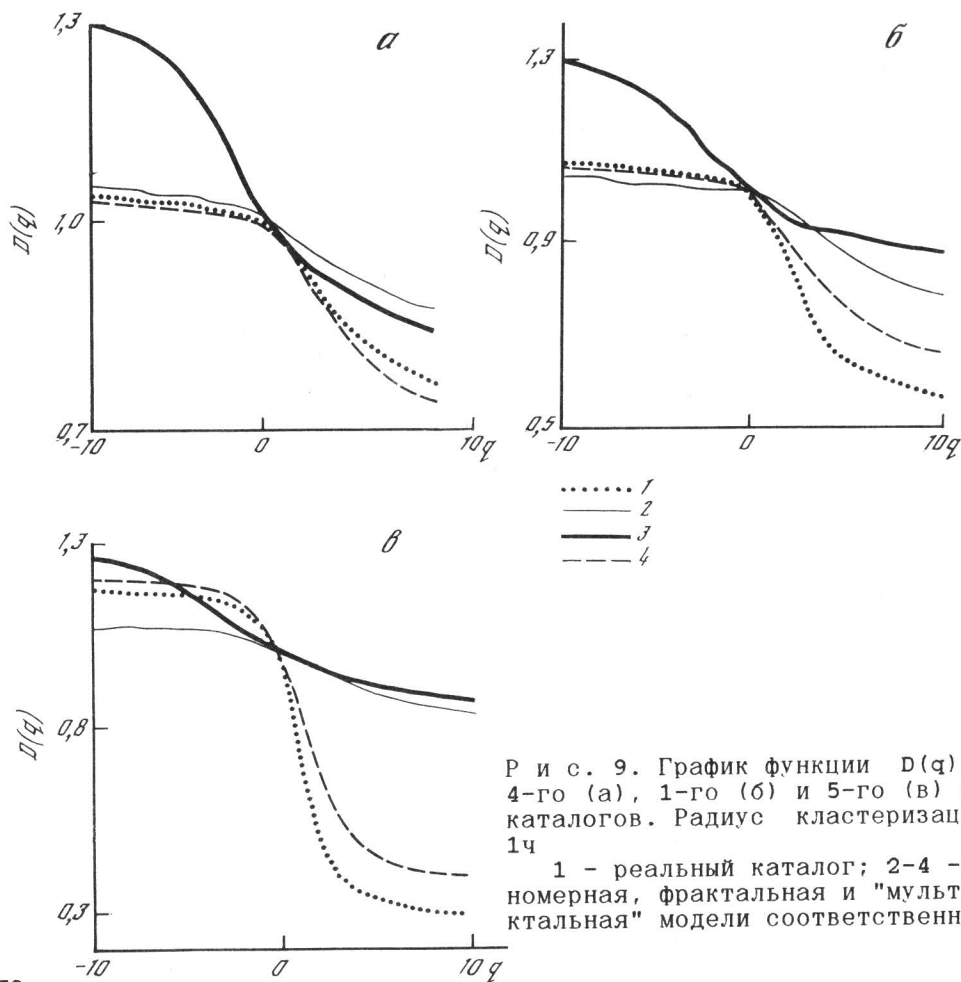 1,3
а
1,0
D(q)
0,7
-10
0
10 q
б
1,3
D(q)
0,9
0,5
-10
0
10 q
1
2
3
4
в
1,3
D(q)
0,8
0,3
-10
0
10 q
Р и с. 9. График функции D(q)
4-го (а), 1-го (б) и 5-го (в)
каталогов. Радиус кластеризац
1ч
1 - реальный каталог; 2-4 -
номерная, фрактальная и "мульт
ктальная" модели соответственн